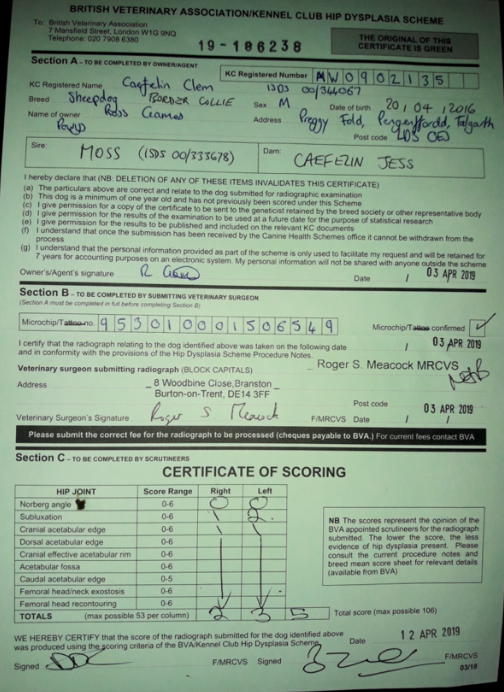 BRITISH VETERINARY ASSOCIATION/KENNEL CLUB HIP DYSPLASIA SCHEME
To: British Veterinary Association
7 Mansfield Street, London W1G 9NQ
Telephone: 020 7908 6380
19-186238
THE ORIGINAL OF THIS CERTIFICATE IS GREEN
Section A - TO BE COMPLETED BY OWNER/AGENT
KC Registered Number AW0902135
KC Registered Name Caefelin Clem ISDS 00/344067
Breed Sheepdog BORDER COLLIE Sex M Date of birth 20/04/2016
Name of owner Ross Games Address Preggy Fold, Pengenffordd, Talgarth
Powys Post code LD3 0EJ
Sire: MOSS (ISDS 00/333678) Dam: CAEFELIN JESS
I hereby declare that (NB: DELETION OF ANY OF THESE ITEMS INVALIDATES THIS CERTIFICATE)
(a) The particulars above are correct and relate to the dog submitted for radiographic examination
(b) This dog is a minimum of one year old and has not previously been scored under this Scheme
(c) I give permission for a copy of the certificate to be sent to the geneticist retained by the breed society or other representative body
(d) I give permission for the results of the examination to be used at a future date for the purpose of statistical research
(e) I give permission for the results to be published and included on the relevant KC documents
(f) I understand that once the submission has been received by the Canine Health Schemes office it cannot be withdrawn from the process
(g) I understand that the personal information provided as part of the scheme is only used to facilitate my request and will be retained for 7 years for accounting purposes on an electronic system. My personal information will not be shared with anyone outside the scheme
Owner's/Agent's signature Date 03 APR 2019
Section B - TO BE COMPLETED BY SUBMITTING VETERINARY SURGEON
(Section A must be completed in full before completing Section B)
Microchip/Tattoo no. 953010001506549 Microchip/Tattoo confirmed ✓
I certify that the radiograph relating to the dog identified above was taken on the following date 03 APR 2019
and in conformity with the provisions of the Hip Dysplasia Scheme Procedure Notes.
Veterinary surgeon submitting radiograph (BLOCK CAPITALS) Roger S. Meacock MRCVS
Address 8 Woodbine Close, Branston
Burton-on-Trent, DE14 3FF
Post code 03 APR 2019
Veterinary Surgeon's Signature Roger S Meacock F/MRCVS Date / /
Please submit the correct fee for the radiograph to be processed (cheques payable to BVA.) For current fees contact BVA
Section C - TO BE COMPLETED BY SCRUTINEERS
CERTIFICATE OF SCORING
HIP JOINT Score Range Right Left
Norberg angle 0-6 0 0
Subluxation 0-6 1 2
Cranial acetabular edge 0-6 1 1
Dorsal acetabular edge 0-6
Cranial effective acetabular rim 0-6
Acetabular fossa 0-6
Caudal acetabular edge 0-5
Femoral head/neck exostosis 0-6
Femoral head recontouring 0-6
TOTALS (max possible 53 per column) 2 3 5 Total score (max possible 106)
NB The scores represent the opinion of the BVA appointed scrutineers for the radiograph submitted. The lower the score, the less evidence of hip dysplasia present. Please consult the current procedure notes and breed mean score sheet for relevant details (available from BVA)
WE HEREBY CERTIFY that the score of the radiograph submitted for the dog identified above
was produced using the scoring criteria of the BVA/Kennel Club Hip Dysplasia Scheme. Date 12 APR 2019
Signed F/MRCVS Signed F/MRCVS
03/18